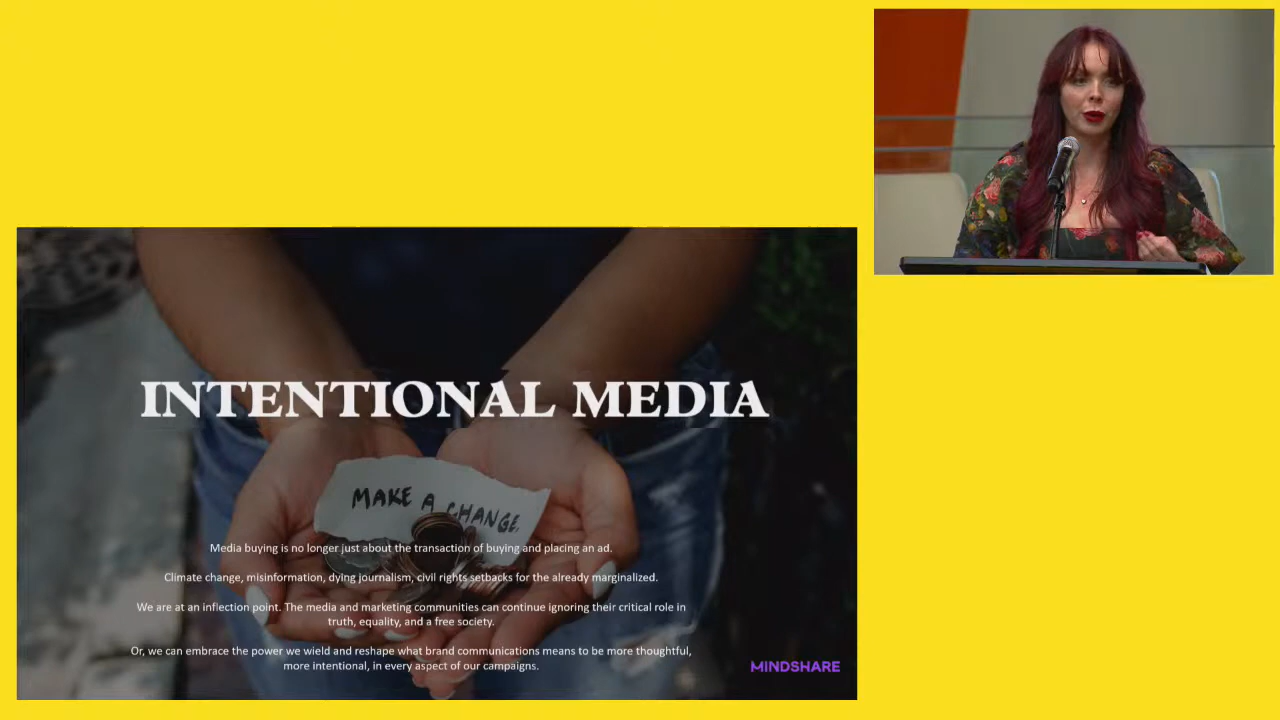 INTENTIONAL MEDIA
MAKE A CHANGE.
Media buying is no longer just about the transaction of buying and placing an ad.
Climate change, misinformation, dying journalism, civil rights setbacks for the already marginalized.
We are at an inflection point. The media and marketing communities can continue ignoring their critical role in
truth, equality, and a free society.
Or, we can embrace the power we wield and reshape what brand communications means to be more thoughtful,
more intentional, in every aspect of our campaigns.
MINDSHARE